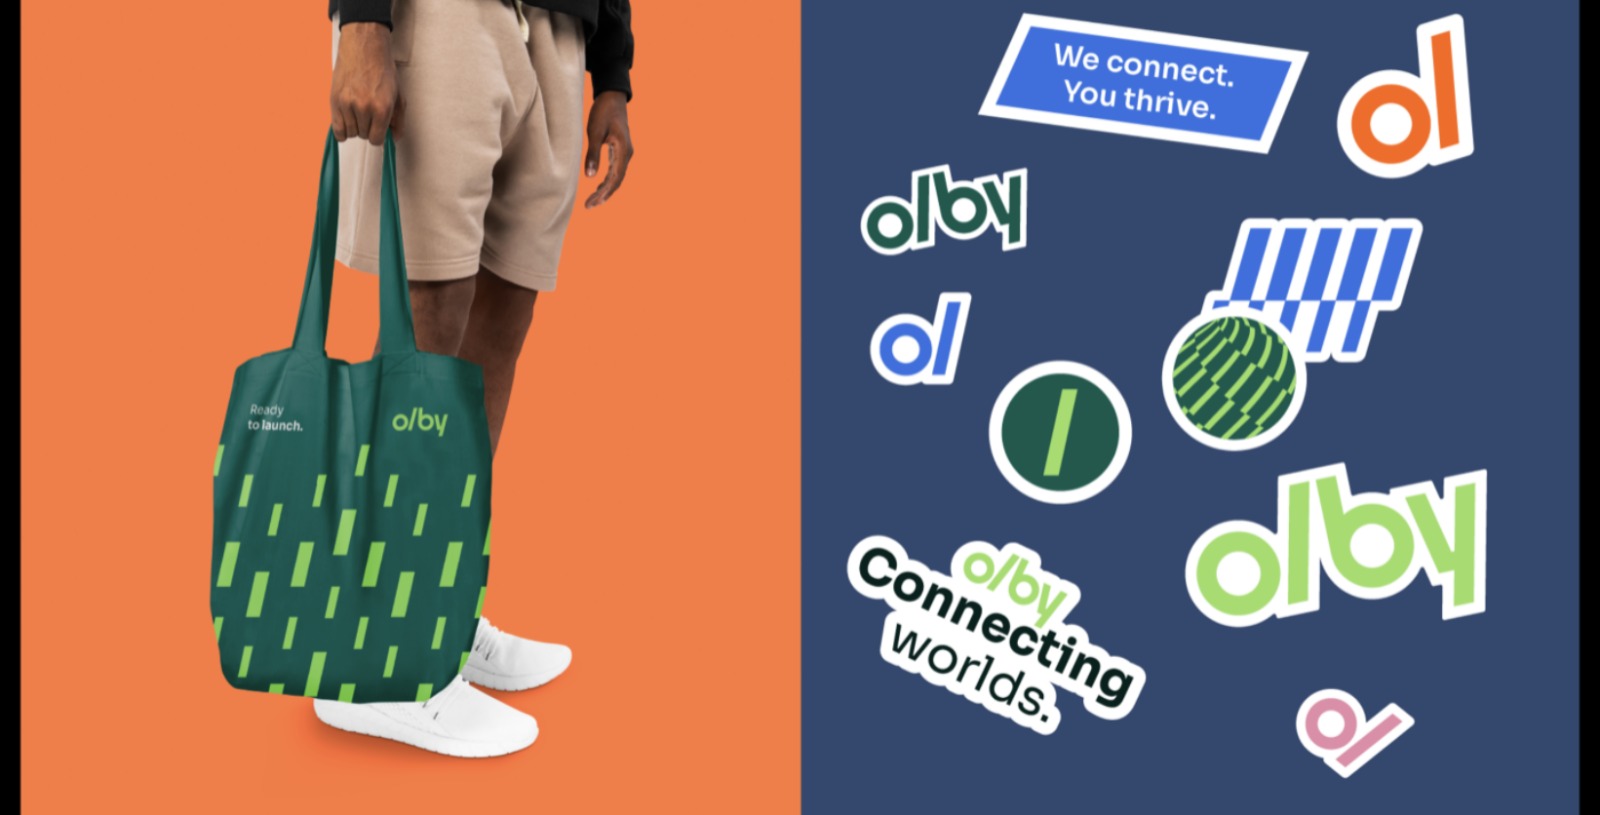 Ready
to launch.
o/by
We connect.
You thrive.
o/
o/by
o/
o/by
o/by
Connecting
worlds.
o/